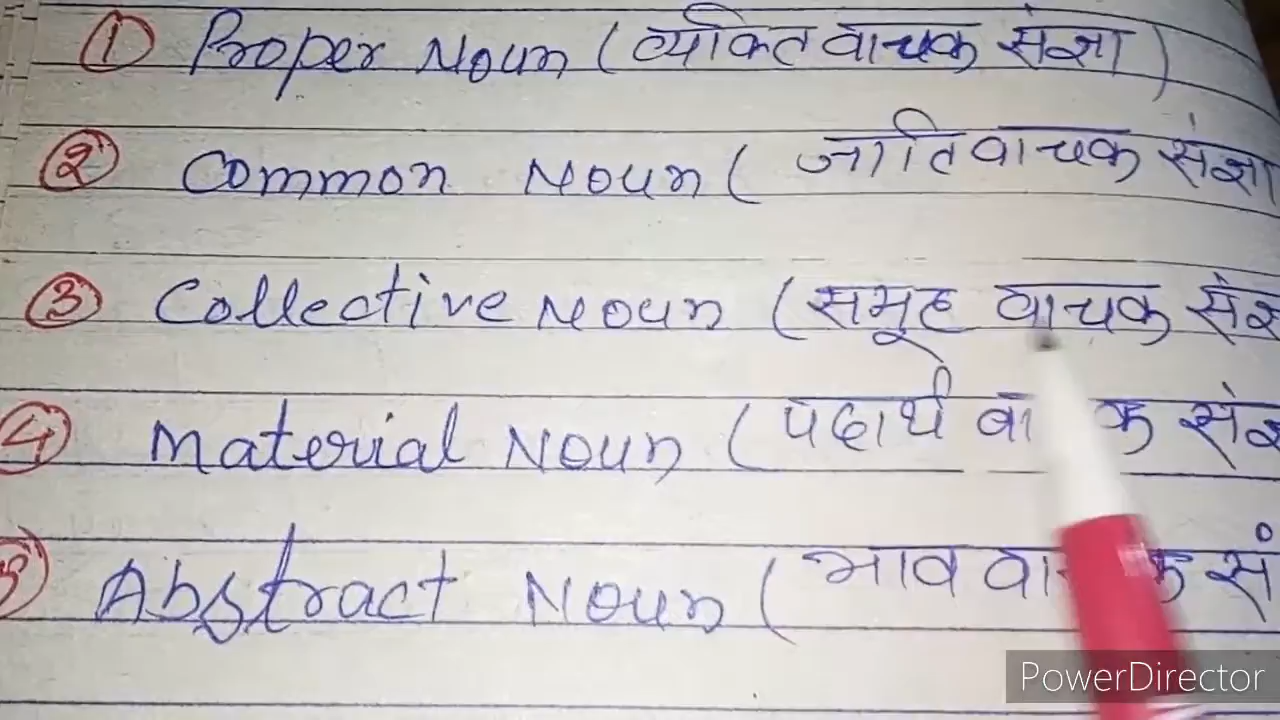 ① Proper Noun (व्यक्ति वाचक संज्ञा)
② Common Noun ( जातिवाचक संज्ञा
③ Collective Noun (समूह वाचक
④ Material Noun (पदार्थ
⑤ Abstract Noun (भाव
PowerDirector